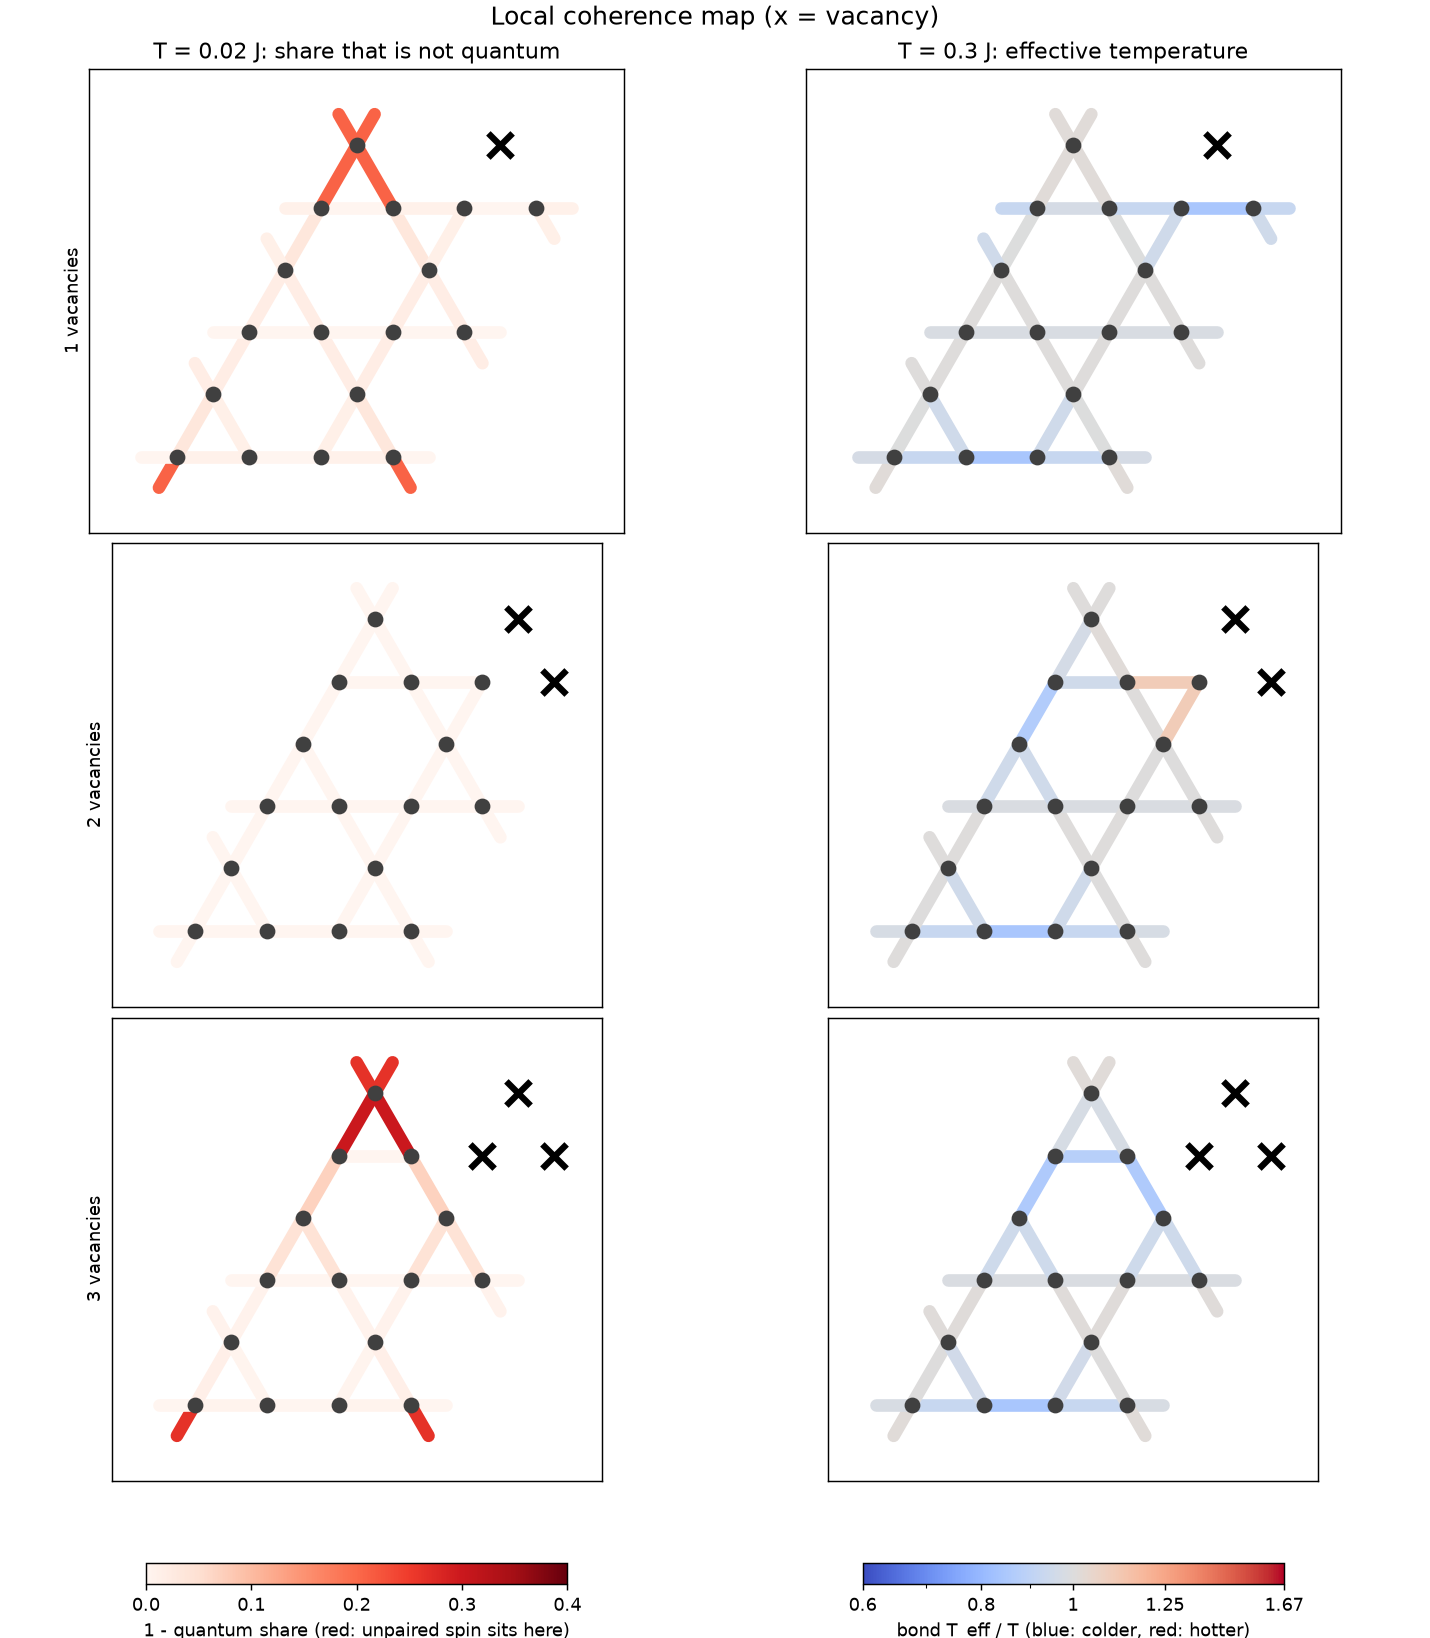 Local coherence map (x = vacancy)
T = 0.02 J: share that is not quantum
T = 0.3 J: effective temperature
1 vacancies
2 vacancies
3 vacancies
0.0 0.1 0.2 0.3 0.4
1 - quantum share (red: unpaired spin sits here)
0.6 0.8 1 1.25 1.67
bond T_eff / T (blue: colder, red: hotter)